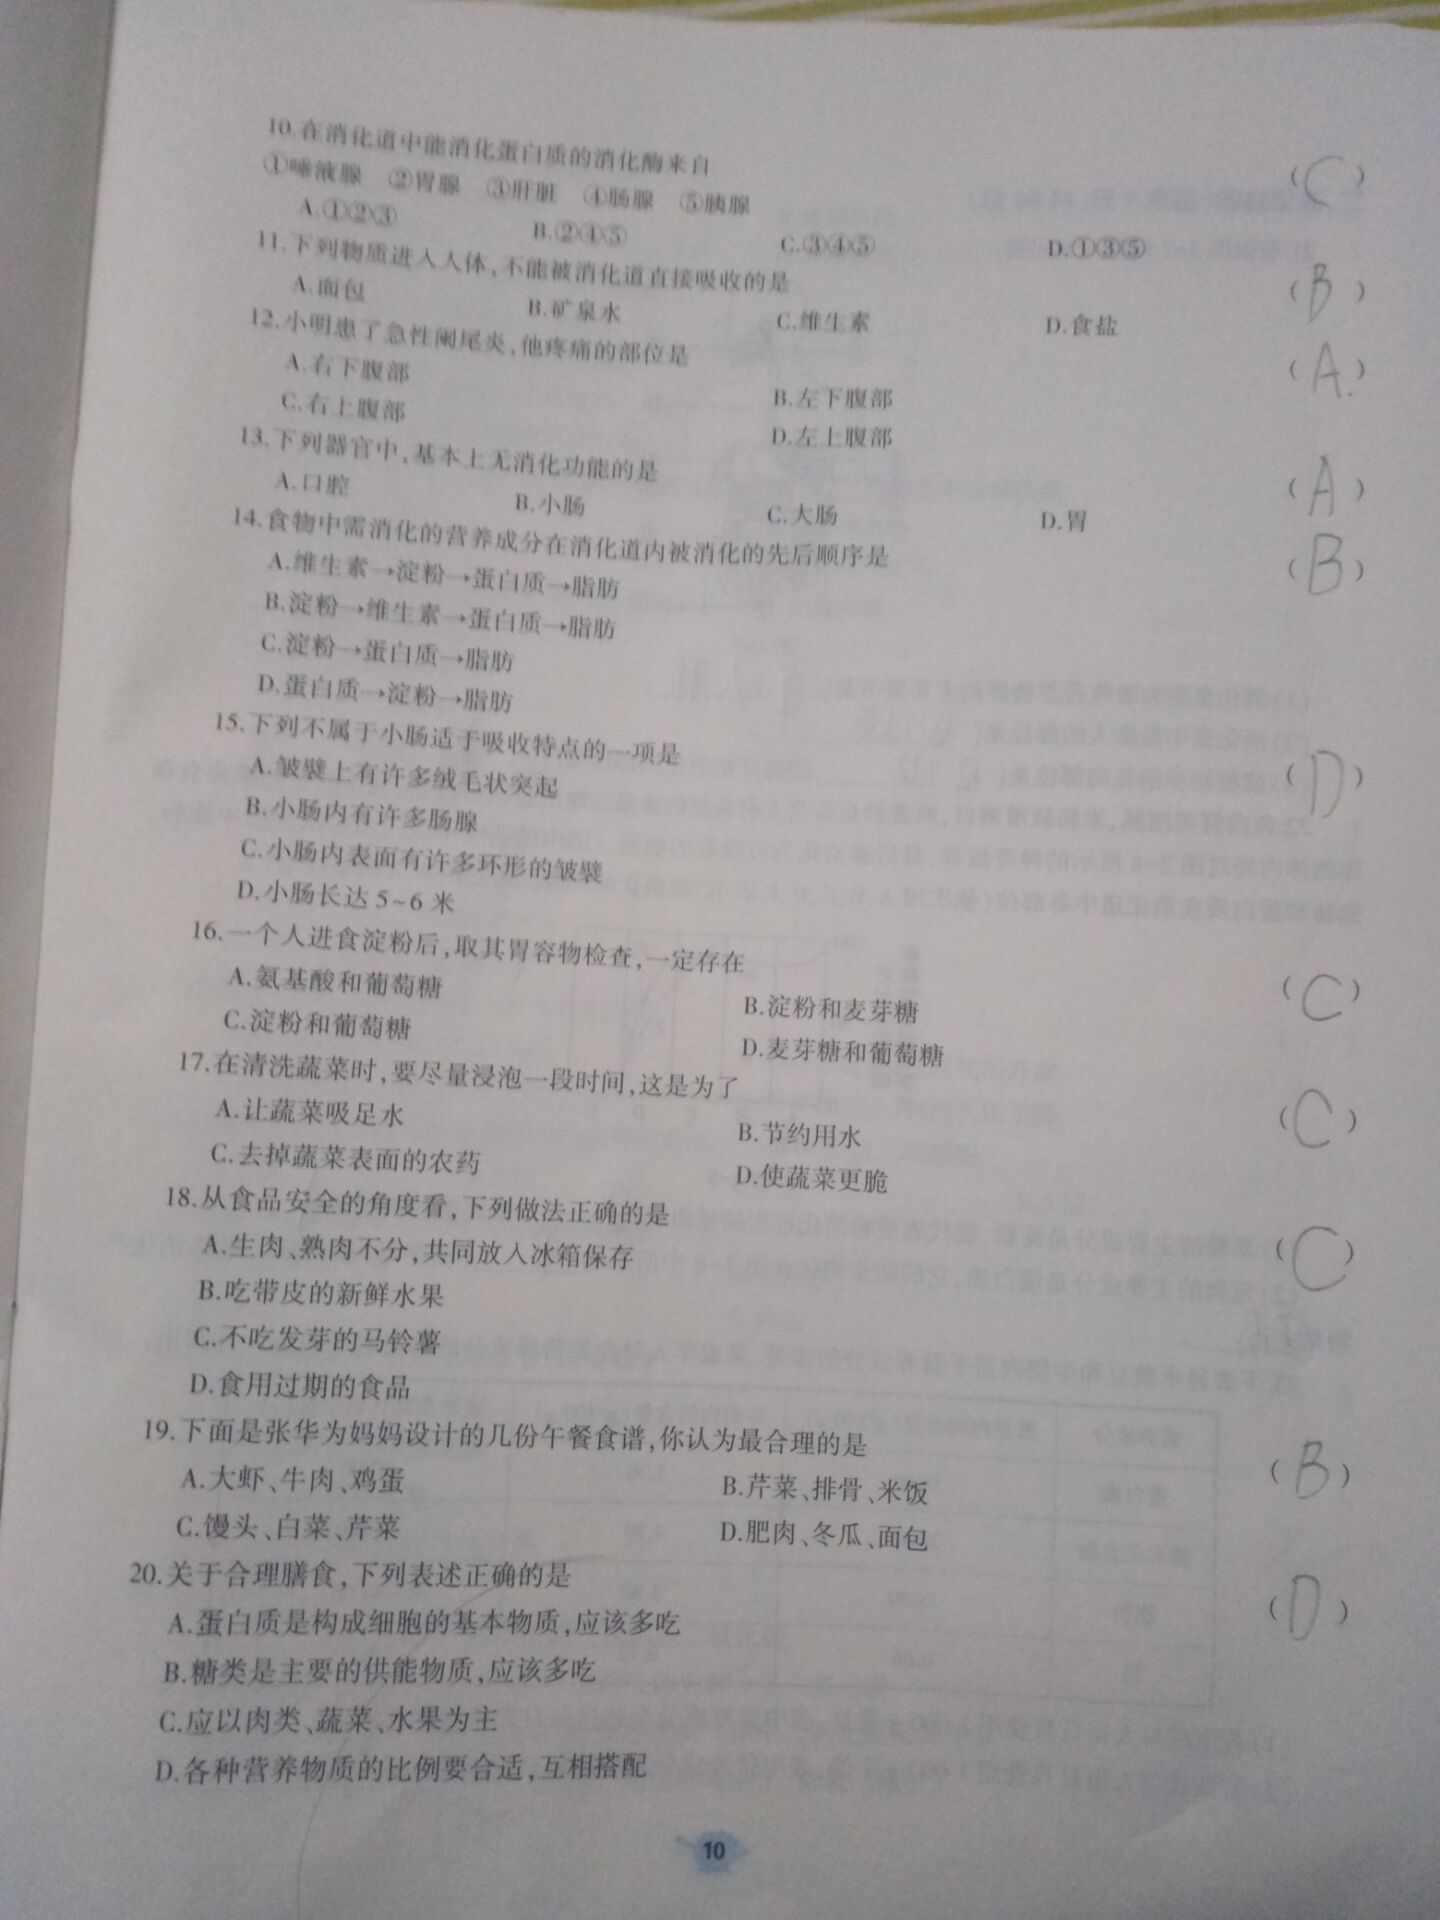 10.在消化道中能消化蛋白质的消化酶来自 (C)
①唾液腺 ②胃腺 ③肝脏 ④肠腺 ⑤胰腺
A.①②③ B.②④⑤ C.③④⑤ D.①③⑤
11.下列物质进入人体,不能被消化道直接吸收的是 (B)
A.面包 B.矿泉水 C.维生素 D.食盐
12.小明患了急性阑尾炎,他疼痛的部位是 (A.)
A.右下腹部 B.左下腹部
C.右上腹部 D.左上腹部
13.下列器官中,基本上无消化功能的是 (A)
A.口腔 B.小肠 C.大肠 D.胃
14.食物中需消化的营养成分在消化道内被消化的先后顺序是 (B)
A.维生素→淀粉→蛋白质→脂肪
B.淀粉→维生素→蛋白质→脂肪
C.淀粉→蛋白质→脂肪
D.蛋白质→淀粉→脂肪
15.下列不属于小肠适于吸收特点的一项是 (D)
A.皱襞上有许多绒毛状突起
B.小肠内有许多肠腺
C.小肠内表面有许多环形的皱襞
D.小肠长达5~6米
16.一个人进食淀粉后,取其胃容物检查,一定存在 (C)
A.氨基酸和葡萄糖 B.淀粉和麦芽糖
C.淀粉和葡萄糖 D.麦芽糖和葡萄糖
17.在清洗蔬菜时,要尽量浸泡一段时间,这是为了 (C)
A.让蔬菜吸足水 B.节约用水
C.去掉蔬菜表面的农药 D.使蔬菜更脆
18.从食品安全的角度看,下列做法正确的是 (C)
A.生肉、熟肉不分,共同放入冰箱保存
B.吃带皮的新鲜水果
C.不吃发芽的马铃薯
D.食用过期的食品
19.下面是张华为妈妈设计的几份午餐食谱,你认为最合理的是 (B)
A.大虾、牛肉、鸡蛋 B.芹菜、排骨、米饭
C.馒头、白菜、芹菜 D.肥肉、冬瓜、面包
20.关于合理膳食,下列表述正确的是 (D)
A.蛋白质是构成细胞的基本物质,应该多吃
B.糖类是主要的供能物质,应该多吃
C.应以肉类、蔬菜、水果为主
D.各种营养物质的比例要合适,互相搭配
10